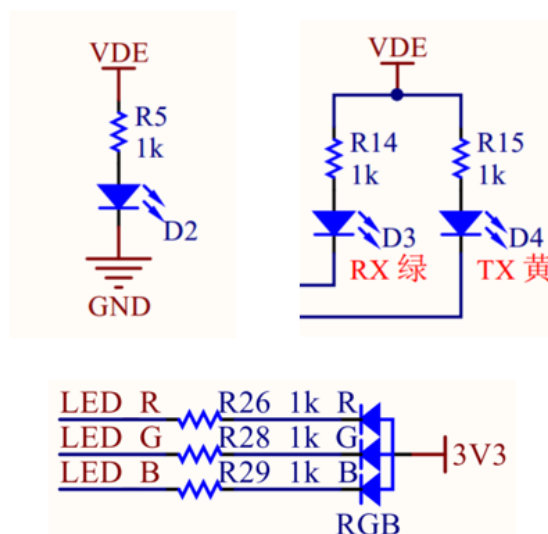 VDE
R5
1k
D2
GND
VDE
R14
1k
R15
1k
D3
D4
RX 绿
TX 黄
LED R R26 1k R
LED G R28 1k G
LED B R29 1k B
3V3
RGB